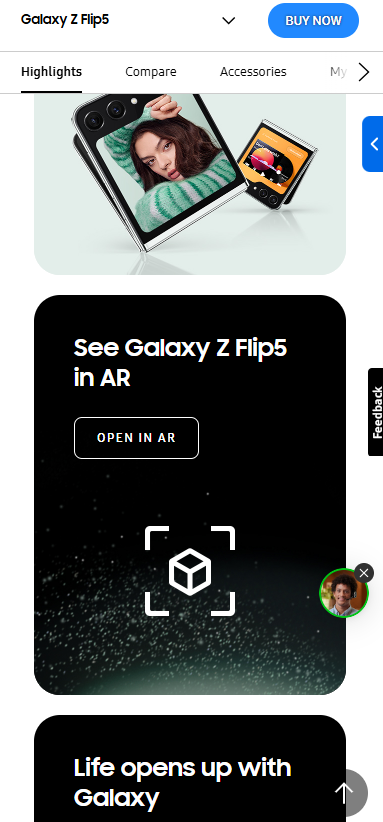 Galaxy Z Flip5
BUY NOW
Highlights
Compare
Accessories
My
See Galaxy Z Flip5
in AR
OPEN IN AR
Feedback
Life opens up with
Galaxy